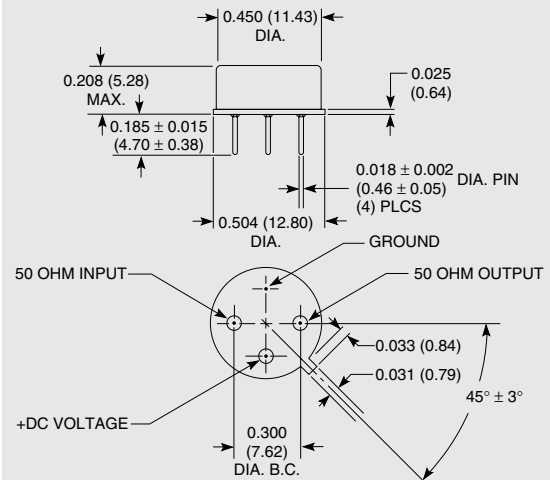 0.450 (11.43)
DIA.
0.208 (5.28)
MAX.
0.025
(0.64)
0.185 ± 0.015
(4.70 ± 0.38)
0.018 ± 0.002
(0.46 ± 0.05)
DIA. PIN
(4) PLCS
0.504 (12.80)
DIA.
GROUND
50 OHM INPUT
50 OHM OUTPUT
0.033 (0.84)
0.031 (0.79)
45° ± 3°
+DC VOLTAGE
0.300
(7.62)
DIA. B.C.